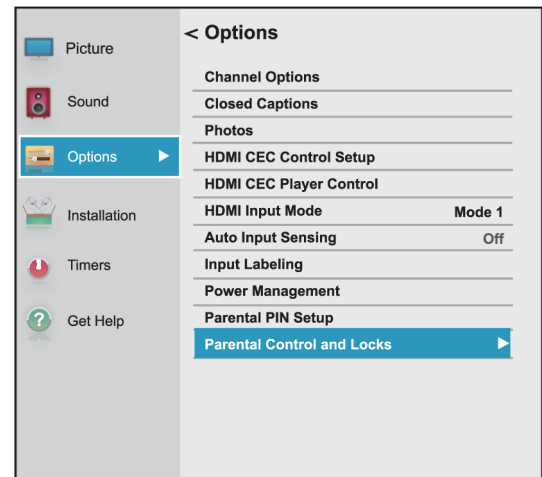 Picture
Sound
Options
Installation
Timers
Get Help
< Options
Channel Options
Closed Captions
Photos
HDMI CEC Control Setup
HDMI CEC Player Control
HDMI Input Mode Mode 1
Auto Input Sensing Off
Input Labeling
Power Management
Parental PIN Setup
Parental Control and Locks